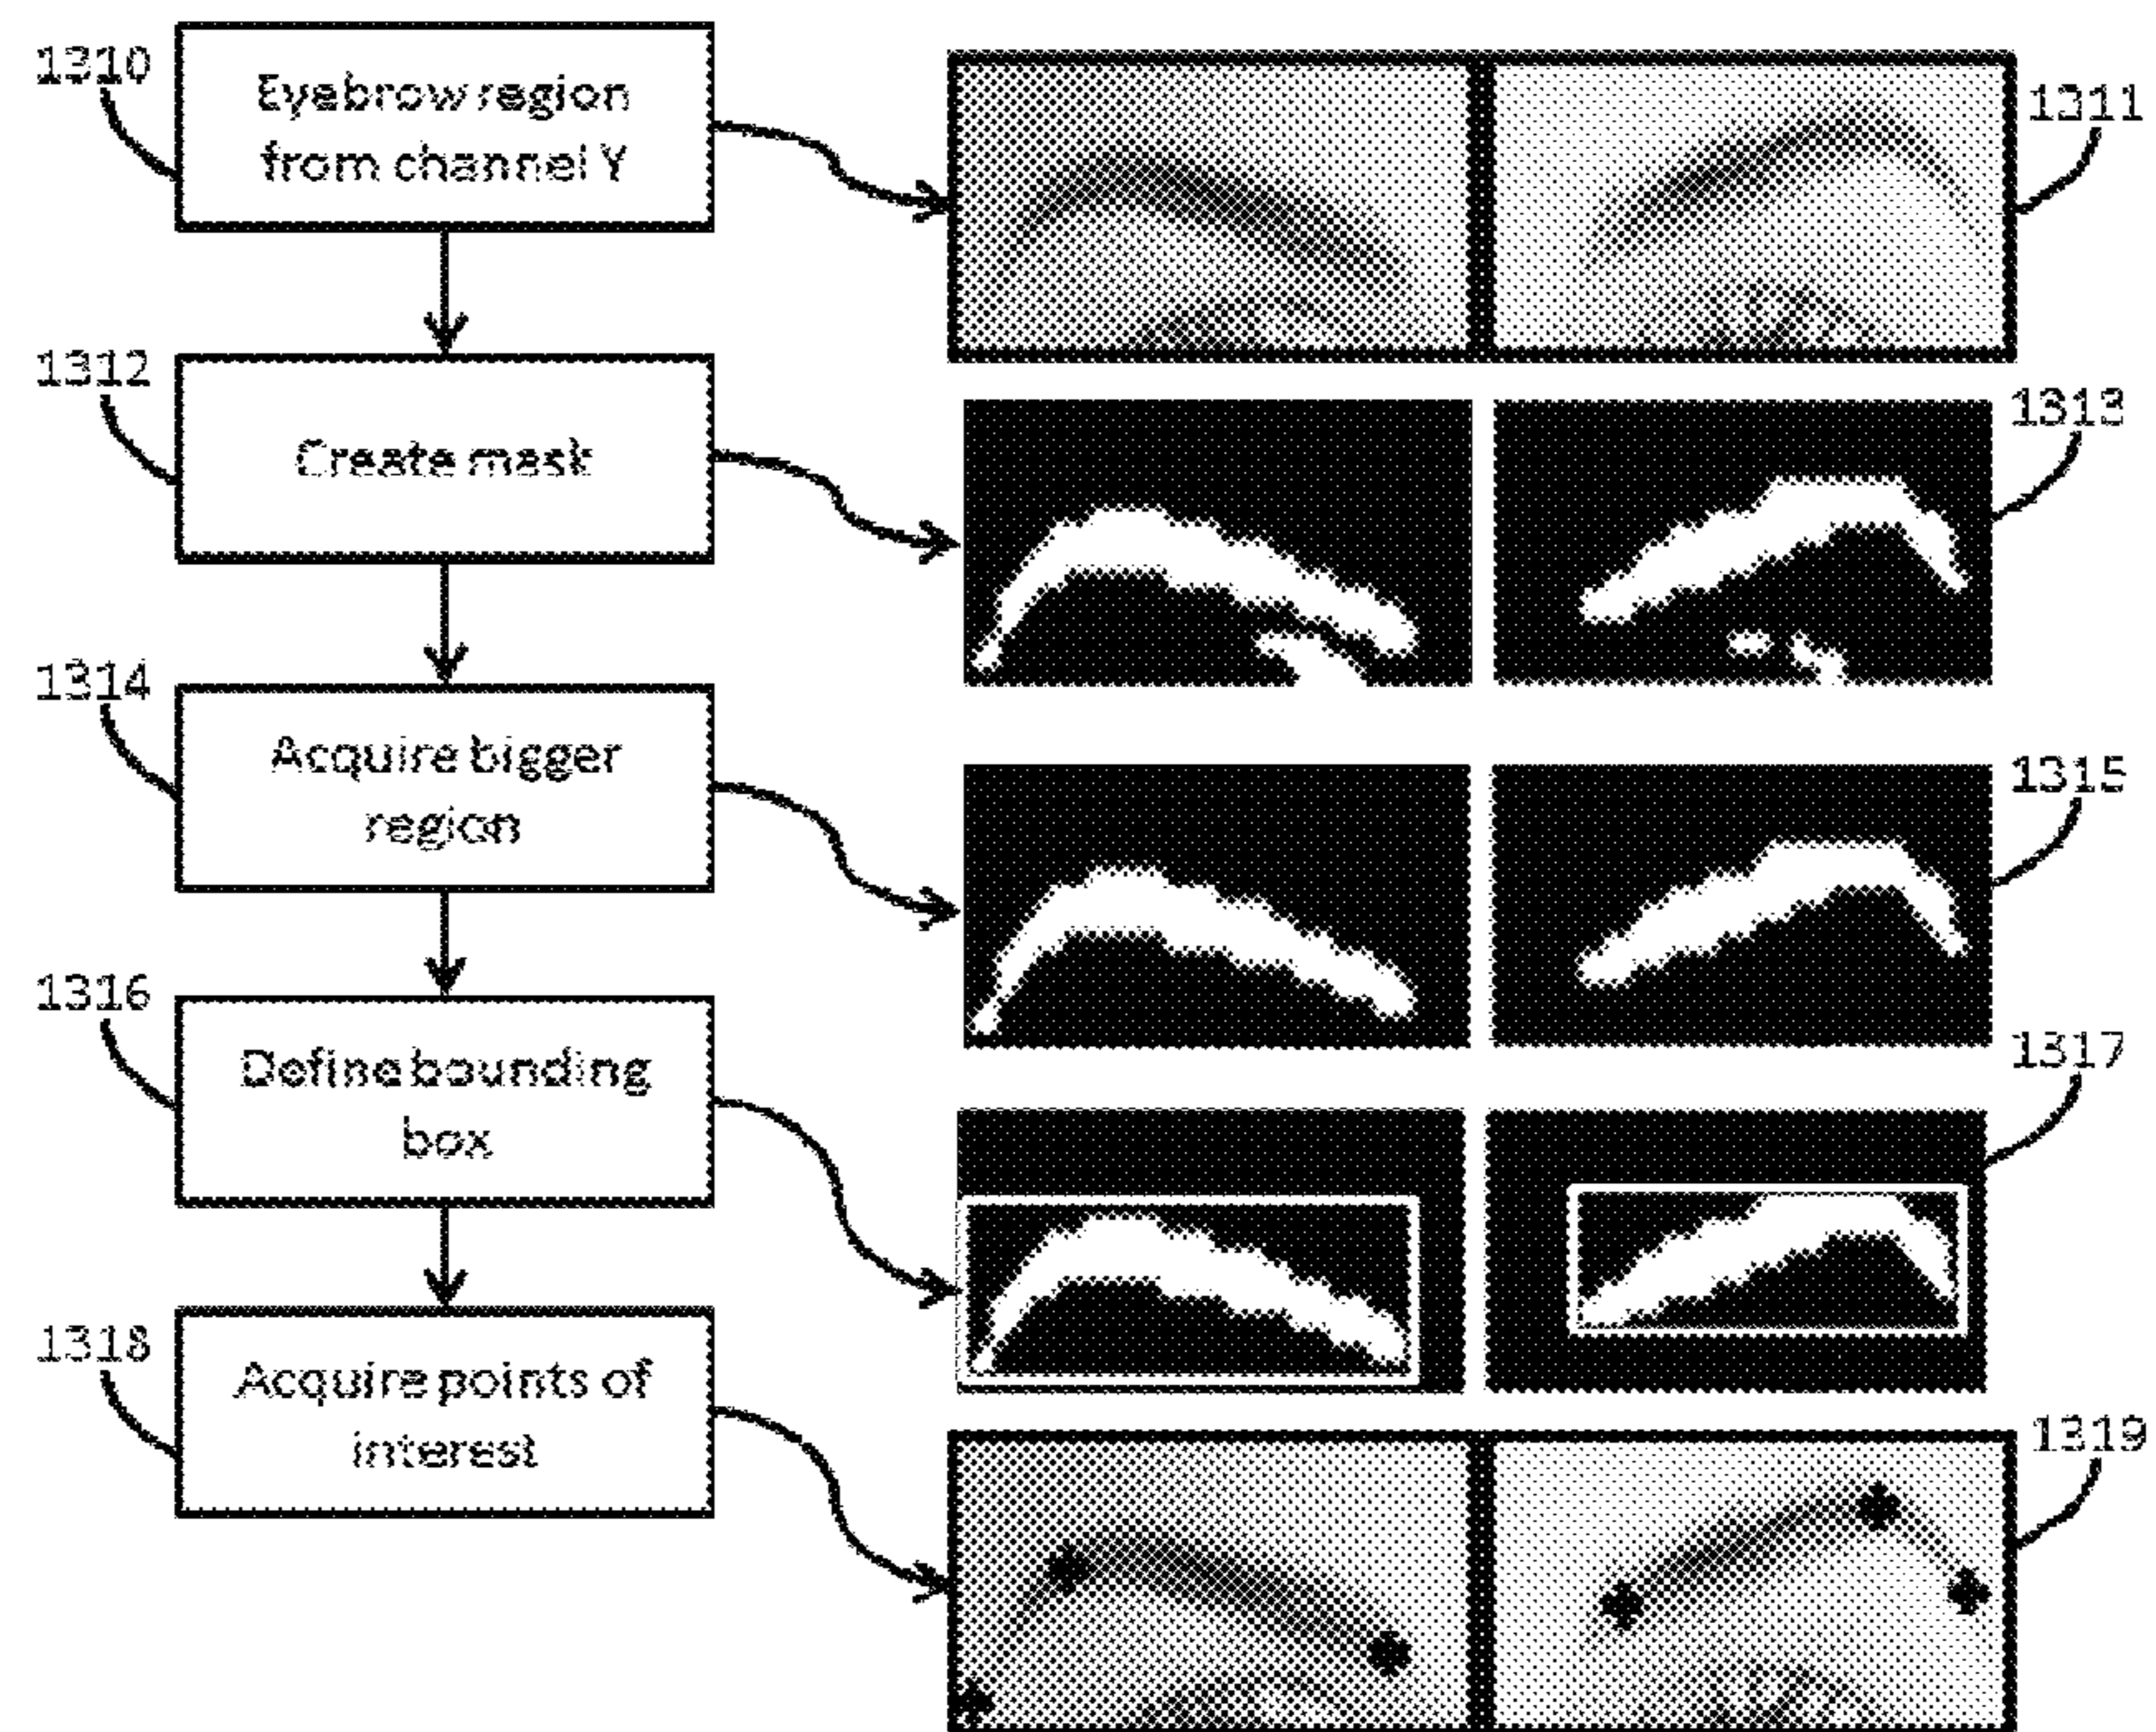 1310
Eyebrow region
from channel Y
1311
1312
Create mask
1313
1314
Acquire bigger
region
1315
1316
Define bounding
box
1317
1318
Acquire points of
interest
1319